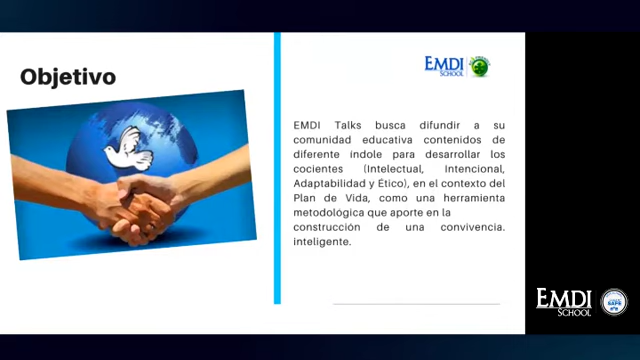 Objetivo
EMDI
SCHOOL
EMDI Talks busca difundir a su
comunidad educativa contenidos de
diferente índole para desarrollar los
cocientes (Intelectual, Intencional,
Adaptabilidad y Ético), en el contexto del
Plan de Vida, como una herramienta
metodológica que aporte en la
construcción de una convivencia.
inteligente.
EMDI
SCHOOL
SAFE